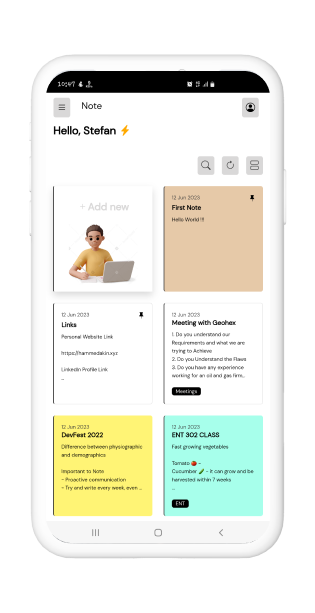 10:47
Note
Hello, Stefan ⚡
+ Add new
12 Jun 2023
First Note
Hello World !!!
12 Jun 2023
Links
Personal Website Link
https://hammedakin.xyz
LinkedIn Profile Link
..
12 Jun 2023
Meeting with Geohex
1. Do you understand our
Requirements and what we are
trying to Achieve
2. Do you Understand the Flaws
3. Do you have any experience
working for an oil and gas firm..
Meetings
12 Jun 2023
DevFest 2022
Difference between physiographic
and demographics
Important to Note
- Proactive communication
- Try and write every week, even ...
12 Jun 2023
ENT 302 CLASS
Fast growing vegetables
Tomato 🍅 -
Cucumber 🥒 - it can grow and be
harvested within 7 weeks
..
ENT